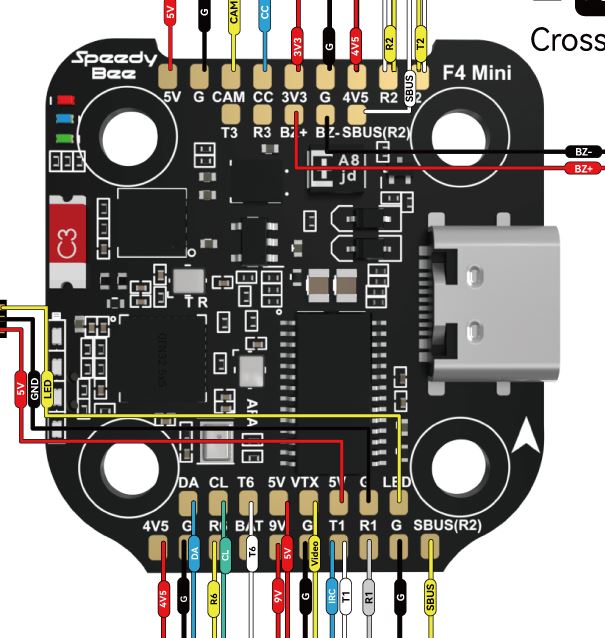 5V G CAM CC 3V3 G 4V5 R2 T2
SBUS
Cross
Speedy
Bee
F4 Mini
5V G CAM CC 3V3 G 4V5 R2 2
T3 R3 BZ+ BZ- SBUS(R2)
BZ-
BZ+
A8
jd
C3
T R
5V GND LED
DA CL T6 5V VTX 5V G LED
4V5 G R6 BAT 9V G T1 R1 G SBUS(R2)
DA CL T6 5V Video
4V5 G R6 9V G IRC T1 R1 G SBUS